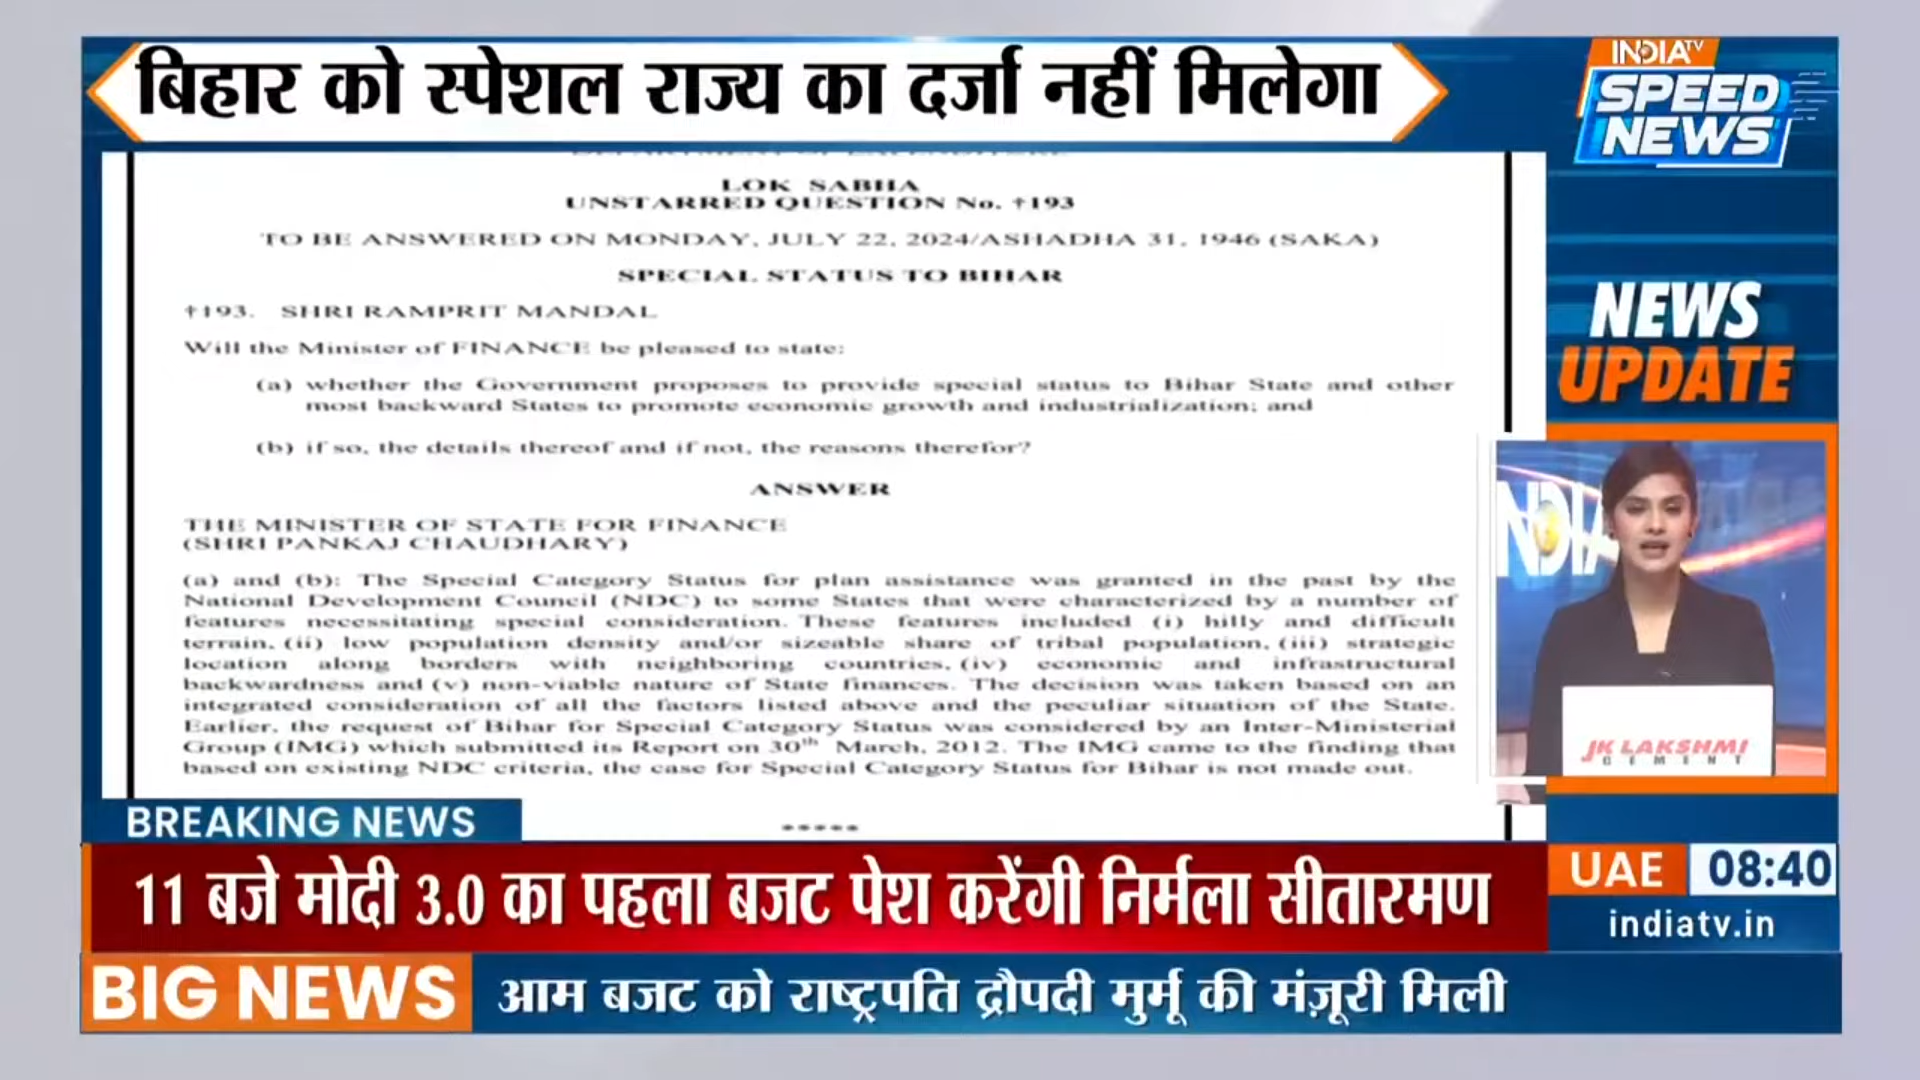 बिहार को स्पेशल राज्य का दर्जा नहीं मिलेगा
INDIA TV
SPEED
NEWS
LOK SABHA
UNSTARRED QUESTION No. †193
TO BE ANSWERED ON MONDAY, JULY 22, 2024/ASHADHA 31, 1946 (SAKA)
SPECIAL STATUS TO BIHAR
†193. SHRI RAMPRIT MANDAL
Will the Minister of FINANCE be pleased to state:
(a) whether the Government proposes to provide special status to Bihar State and other
most backward States to promote economic growth and industrialization; and
(b) if so, the details thereof and if not, the reasons therefor?
ANSWER
THE MINISTER OF STATE FOR FINANCE
(SHRI PANKAJ CHAUDHARY)
(a) and (b): The Special Category Status for plan assistance was granted in the past by the
National Development Council (NDC) to some States that were characterized by a number of
features necessitating special consideration. These features included (i) hilly and difficult
terrain, (ii) low population density and/or sizeable share of tribal population, (iii) strategic
location along borders with neighboring countries, (iv) economic and infrastructural
backwardness and (v) non-viable nature of State finances. The decision was taken based on an
integrated consideration of all the factors listed above and the peculiar situation of the State.
Earlier, the request of Bihar for Special Category Status was considered by an Inter-Ministerial
Group (IMG) which submitted its Report on 30th March, 2012. The IMG came to the finding that
based on existing NDC criteria, the case for Special Category Status for Bihar is not made out.
*****
NEWS
UPDATE
JK LAKSHMI
CEMENT
BREAKING NEWS
11 बजे मोदी 3.0 का पहला बजट पेश करेंगी निर्मला सीतारमण
UAE 08:40
indiatv.in
BIG NEWS
आम बजट को राष्ट्रपति द्रौपदी मुर्मू की मंज़ूरी मिली